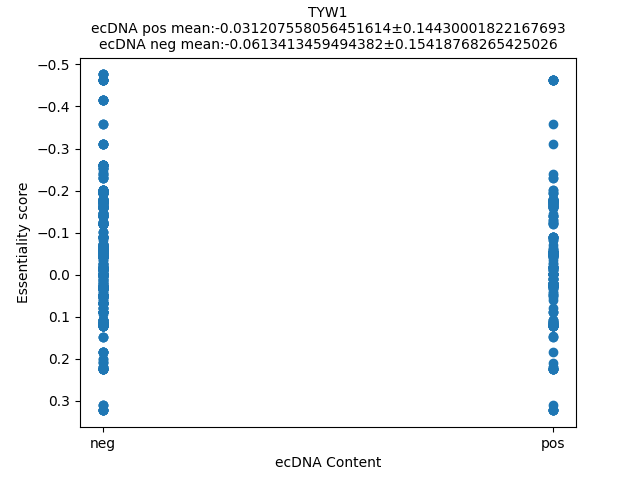 TYW1
ecDNA pos mean:-0.031207558056451614±0.14430001822167693
ecDNA neg mean:-0.0613413459494382±0.15418768265425026
−0.5
−0.4
−0.3
−0.2
−0.1
0.0
0.1
0.2
0.3
Essentiality score
neg
pos
ecDNA Content